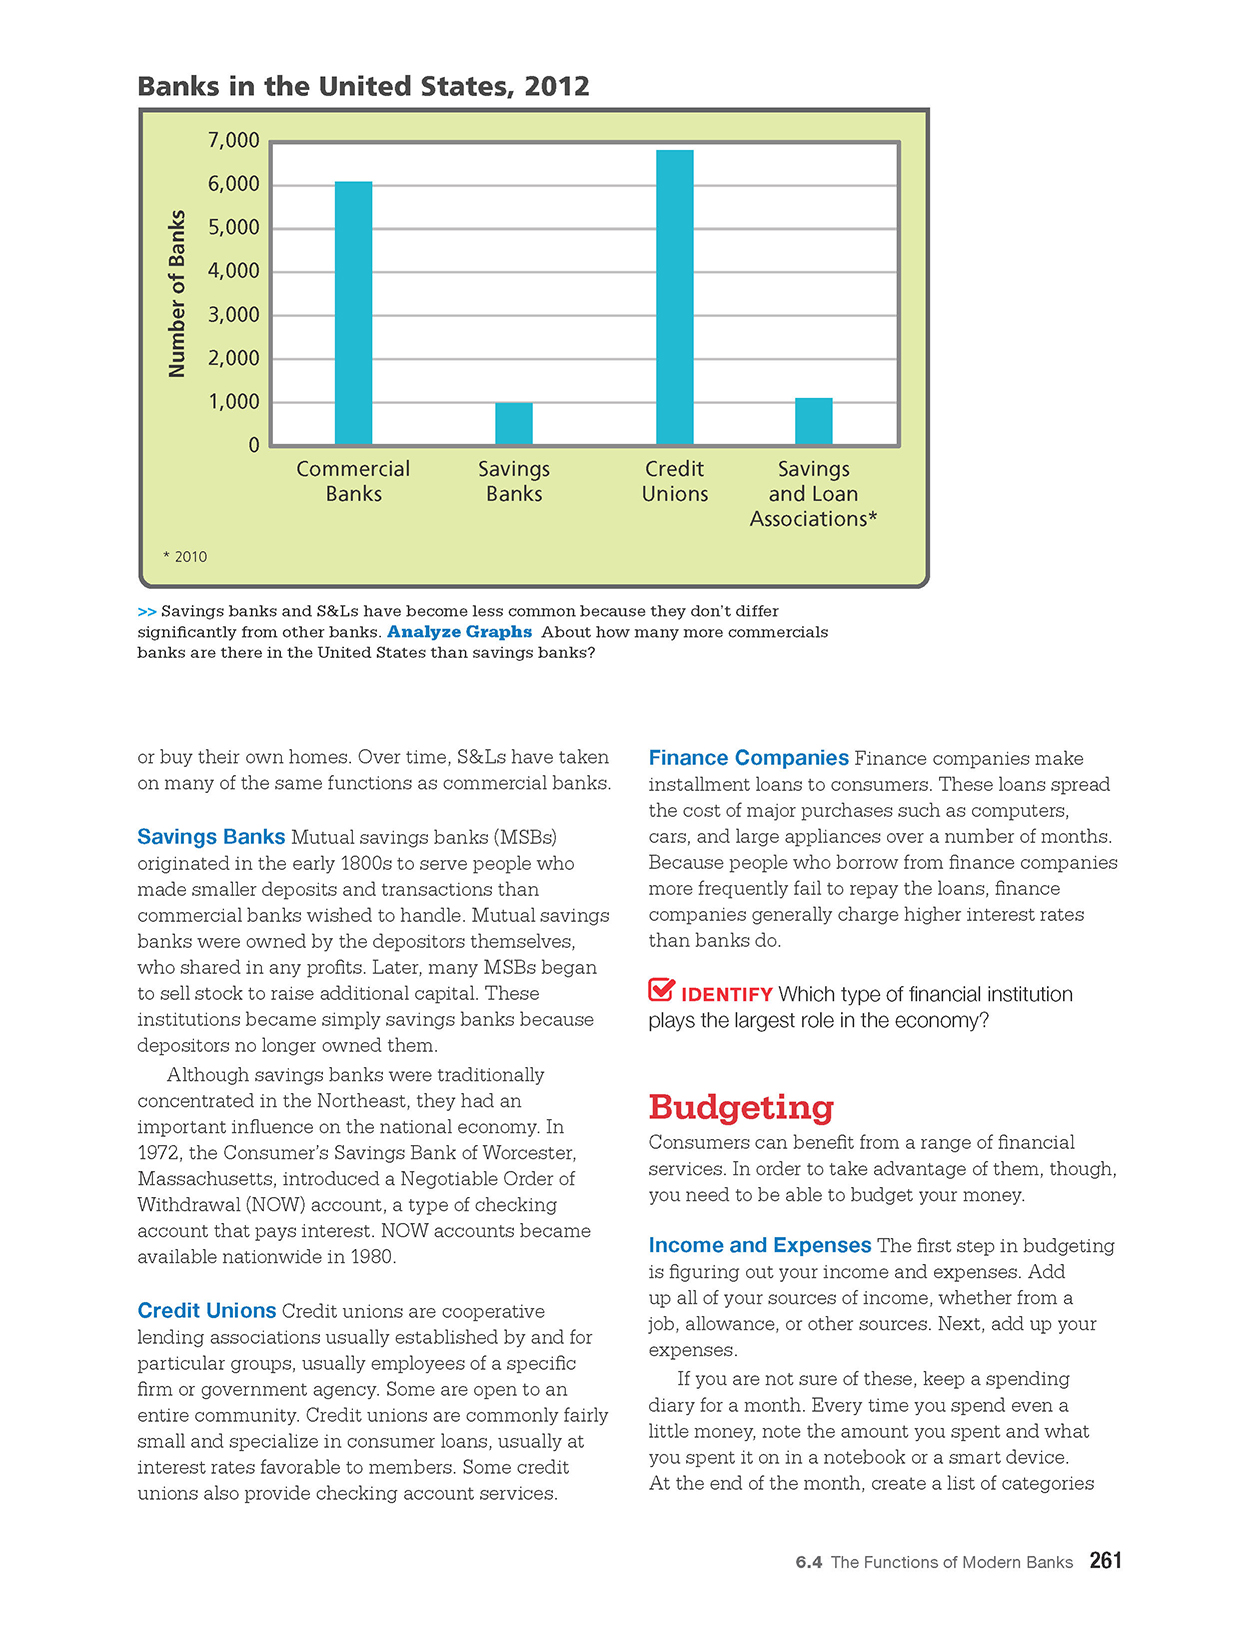 Banks in the United States, 2012
Number of Banks
7,000
6,000
5,000
4,000
3,000
2,000
1,000
0
Commercial
Banks
Savings
Banks
Credit
Unions
Savings
and Loan
Associations*
* 2010
>> Savings banks and S&Ls have become less common because they don't differ
significantly from other banks. Analyze Graphs About how many more commercials
banks are there in the United States than savings banks?
or buy their own homes. Over time, S&Ls have taken
on many of the same functions as commercial banks.
Savings Banks Mutual savings banks (MSBs)
originated in the early 1800s to serve people who
made smaller deposits and transactions than
commercial banks wished to handle. Mutual savings
banks were owned by the depositors themselves,
who shared in any profits. Later, many MSBs began
to sell stock to raise additional capital. These
institutions became simply savings banks because
depositors no longer owned them.
Although savings banks were traditionally
concentrated in the Northeast, they had an
important influence on the national economy. In
1972, the Consumer's Savings Bank of Worcester,
Massachusetts, introduced a Negotiable Order of
Withdrawal (NOW) account, a type of checking
account that pays interest. NOW accounts became
available nationwide in 1980.
Credit Unions Credit unions are cooperative
lending associations usually established by and for
particular groups, usually employees of a specific
firm or government agency. Some are open to an
entire community. Credit unions are commonly fairly
small and specialize in consumer loans, usually at
interest rates favorable to members. Some credit
unions also provide checking account services.
Finance Companies Finance companies make
installment loans to consumers. These loans spread
the cost of major purchases such as computers,
cars, and large appliances over a number of months.
Because people who borrow from finance companies
more frequently fail to repay the loans, finance
companies generally charge higher interest rates
than banks do.
IDENTIFY Which type of financial institution
plays the largest role in the economy?
Budgeting
Consumers can benefit from a range of financial
services. In order to take advantage of them, though,
you need to be able to budget your money.
Income and Expenses The first step in budgeting
is figuring out your income and expenses. Add
up all of your sources of income, whether from a
job, allowance, or other sources. Next, add up your
expenses.
If you are not sure of these, keep a spending
diary for a month. Every time you spend even a
little money, note the amount you spent and what
you spent it on in a notebook or a smart device.
At the end of the month, create a list of categories
6.4 The Functions of Modern Banks 261